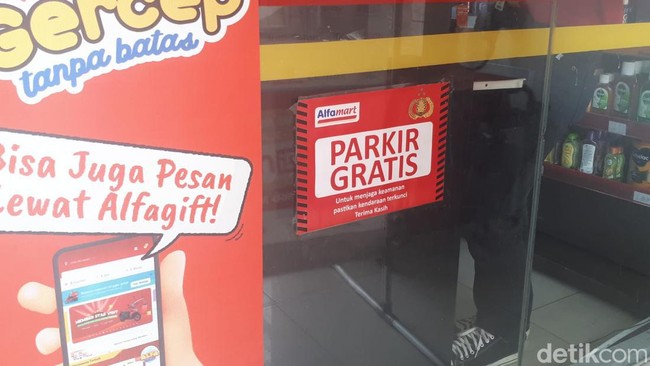 Gercep
tanpa batas
Bisa Juga Pesan
Lewat Alfagift!
Alfamart
PARKIR
GRATIS
Untuk menjaga keamanan
pastikan kendaraan terkunci
Terima Kasih
detikcom